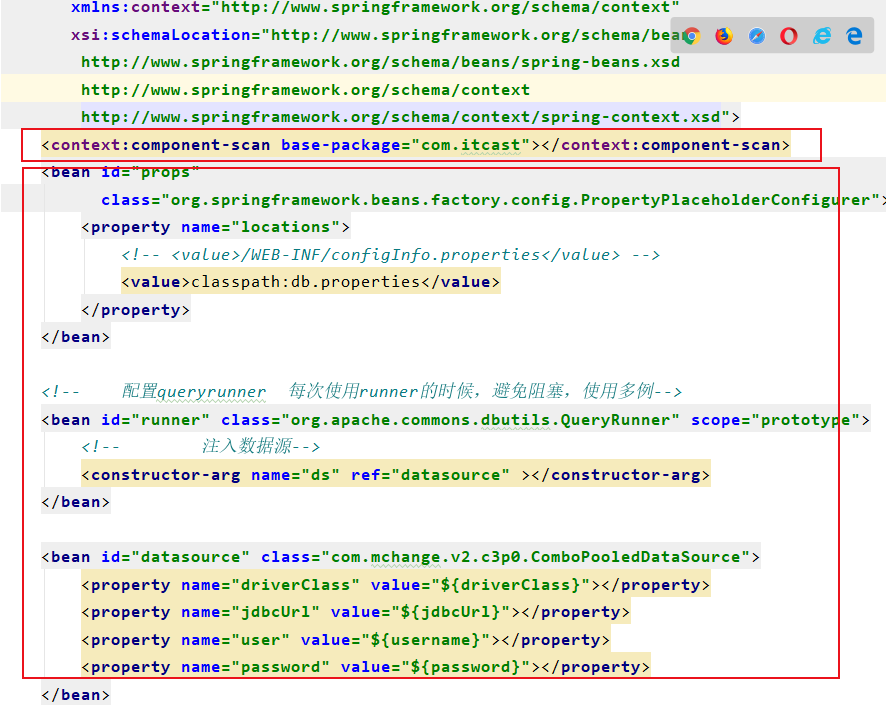 xmlns:context="http://www.springframework.org/schema/context"
xsi:schemaLocation="http://www.springframework.org/schema/bean
http://www.springframework.org/schema/beans/spring-beans.xsd
http://www.springframework.org/schema/context
http://www.springframework.org/schema/context/spring-context.xsd">
<context:component-scan base-package="com.itcast"></context:component-scan>
<bean id="props"
class="org.springframework.beans.factory.config.PropertyPlaceholderConfigurer">
<property name="locations">
<!-- <value>/WEB-INF/configInfo.properties</value> -->
<value>classpath:db.properties</value>
</property>
</bean>
<!-- 配置queryrunner 每次使用runner的时候，避免阻塞，使用多例-->
<bean id="runner" class="org.apache.commons.dbutils.QueryRunner" scope="prototype">
<!-- 注入数据源-->
<constructor-arg name="ds" ref="datasource" ></constructor-arg>
</bean>
<bean id="datasource" class="com.mchange.v2.c3p0.ComboPooledDataSource">
<property name="driverClass" value="${driverClass}"></property>
<property name="jdbcUrl" value="${jdbcUrl}"></property>
<property name="user" value="${username}"></property>
<property name="password" value="${password}"></property>
</bean>